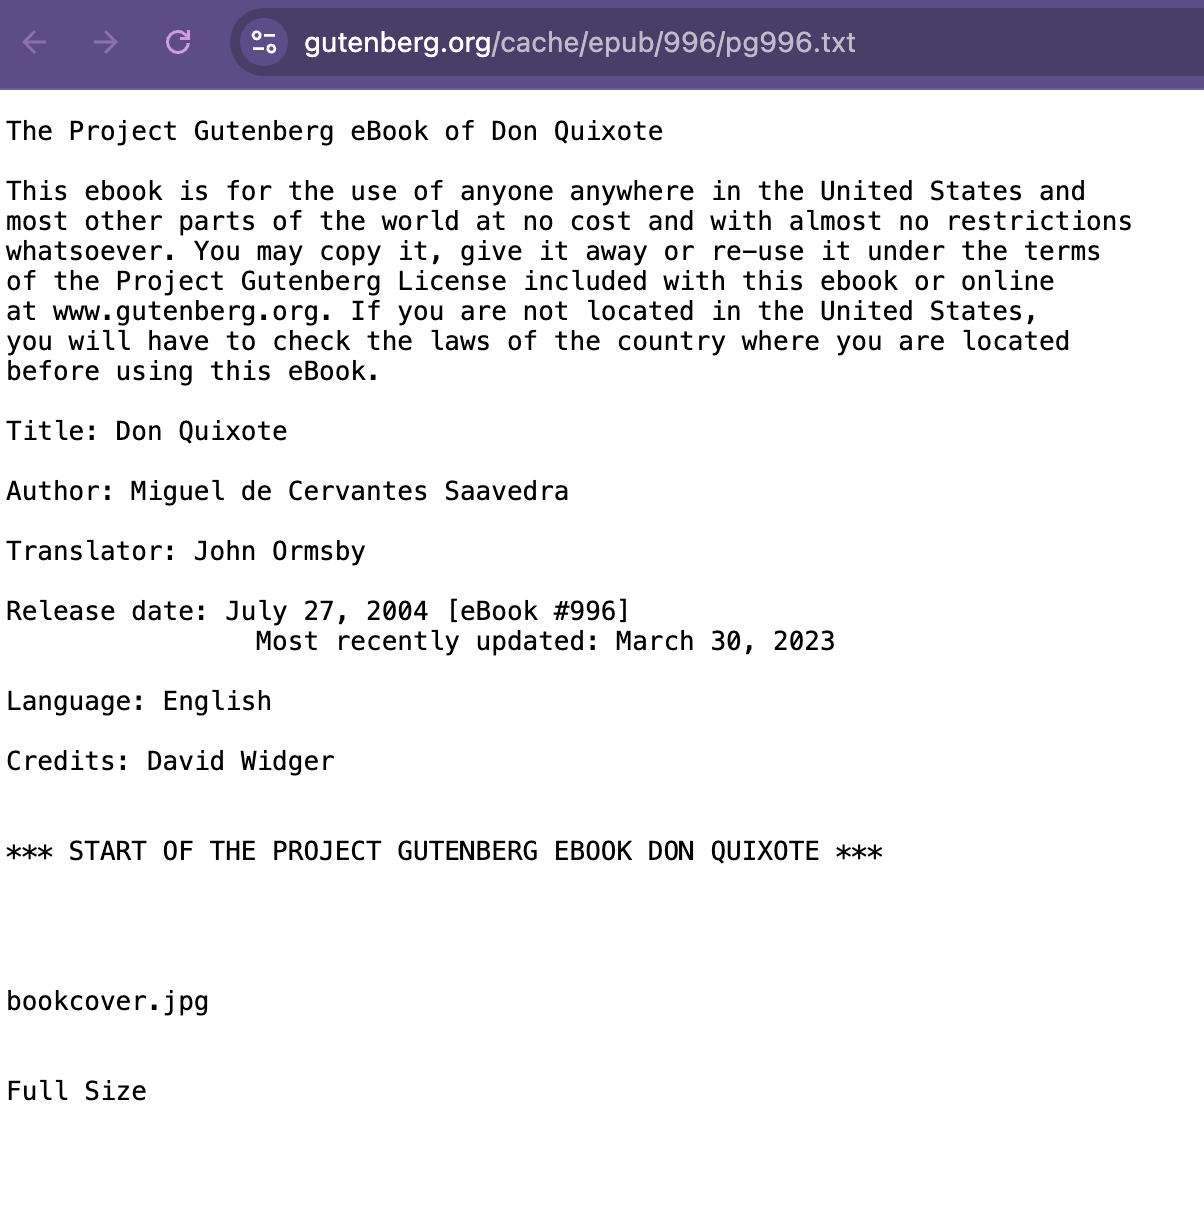 gutenberg.org/cache/epub/996/pg996.txt
The Project Gutenberg eBook of Don Quixote
This ebook is for the use of anyone anywhere in the United States and
most other parts of the world at no cost and with almost no restrictions
whatsoever. You may copy it, give it away or re-use it under the terms
of the Project Gutenberg License included with this ebook or online
at www.gutenberg.org. If you are not located in the United States,
you will have to check the laws of the country where you are located
before using this eBook.
Title: Don Quixote
Author: Miguel de Cervantes Saavedra
Translator: John Ormsby
Release date: July 27, 2004 [eBook #996]
Most recently updated: March 30, 2023
Language: English
Credits: David Widger
*** START OF THE PROJECT GUTENBERG EBOOK DON QUIXOTE ***
bookcover.jpg
Full Size